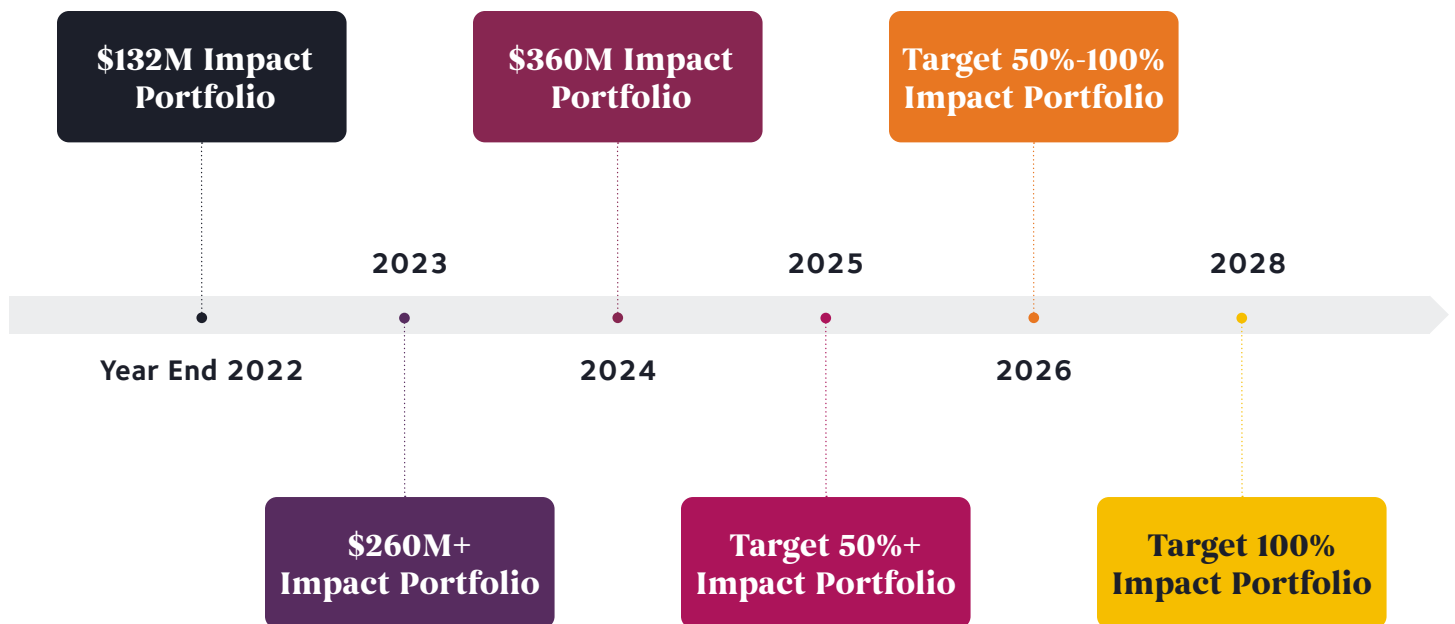 $132M Impact
Portfolio
$360M Impact
Portfolio
Target 50%-100%
Impact Portfolio
2023
2025
2028
Year End 2022
2024
2026
$260M+
Impact Portfolio
Target 50%+
Impact Portfolio
Target 100%
Impact Portfolio